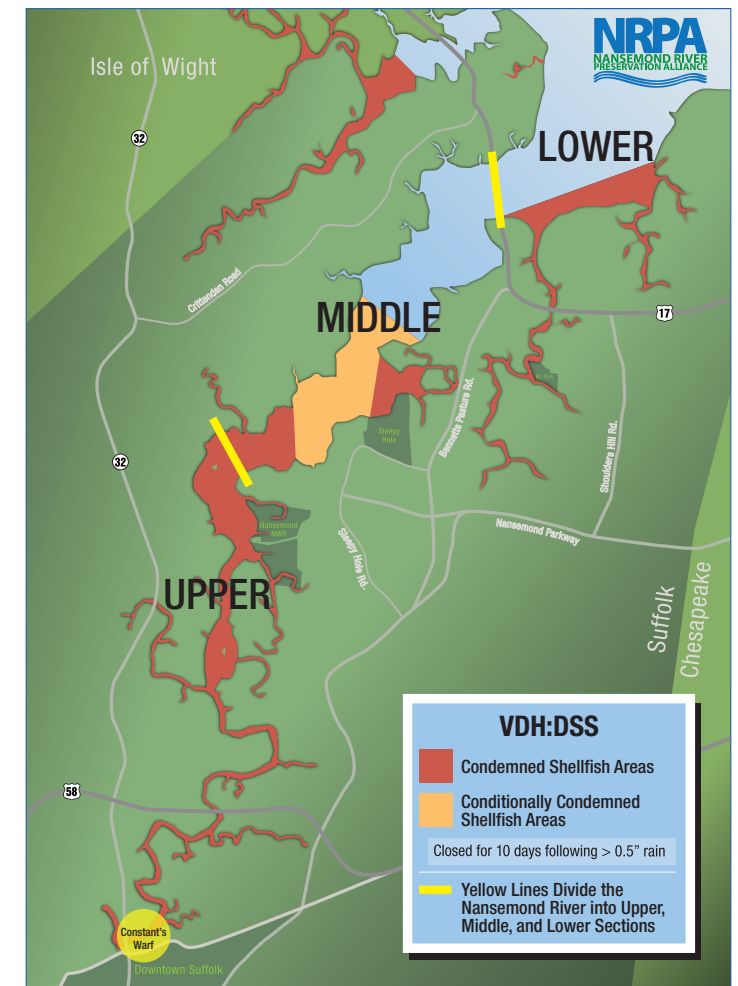 NRPA
NANSEMOND RIVER
PRESERVATION ALLIANCE
Isle of Wight
32
LOWER
Crittenden Road
MIDDLE
17
Bennetts Pasture Rd.
Shoulders Hill Rd.
Sleepy
Hole
32
Nansemond
NWR
Nansemond Parkway
Sleepy Hole Rd.
UPPER
Suffolk
Chesapeake
VDH:DSS
Condemned Shellfish Areas
Conditionally Condemned
Shellfish Areas
Closed for 10 days following > 0.5” rain
Yellow Lines Divide the
Nansemond River into Upper,
Middle, and Lower Sections
58
Constant's
Warf
Downtown Suffolk